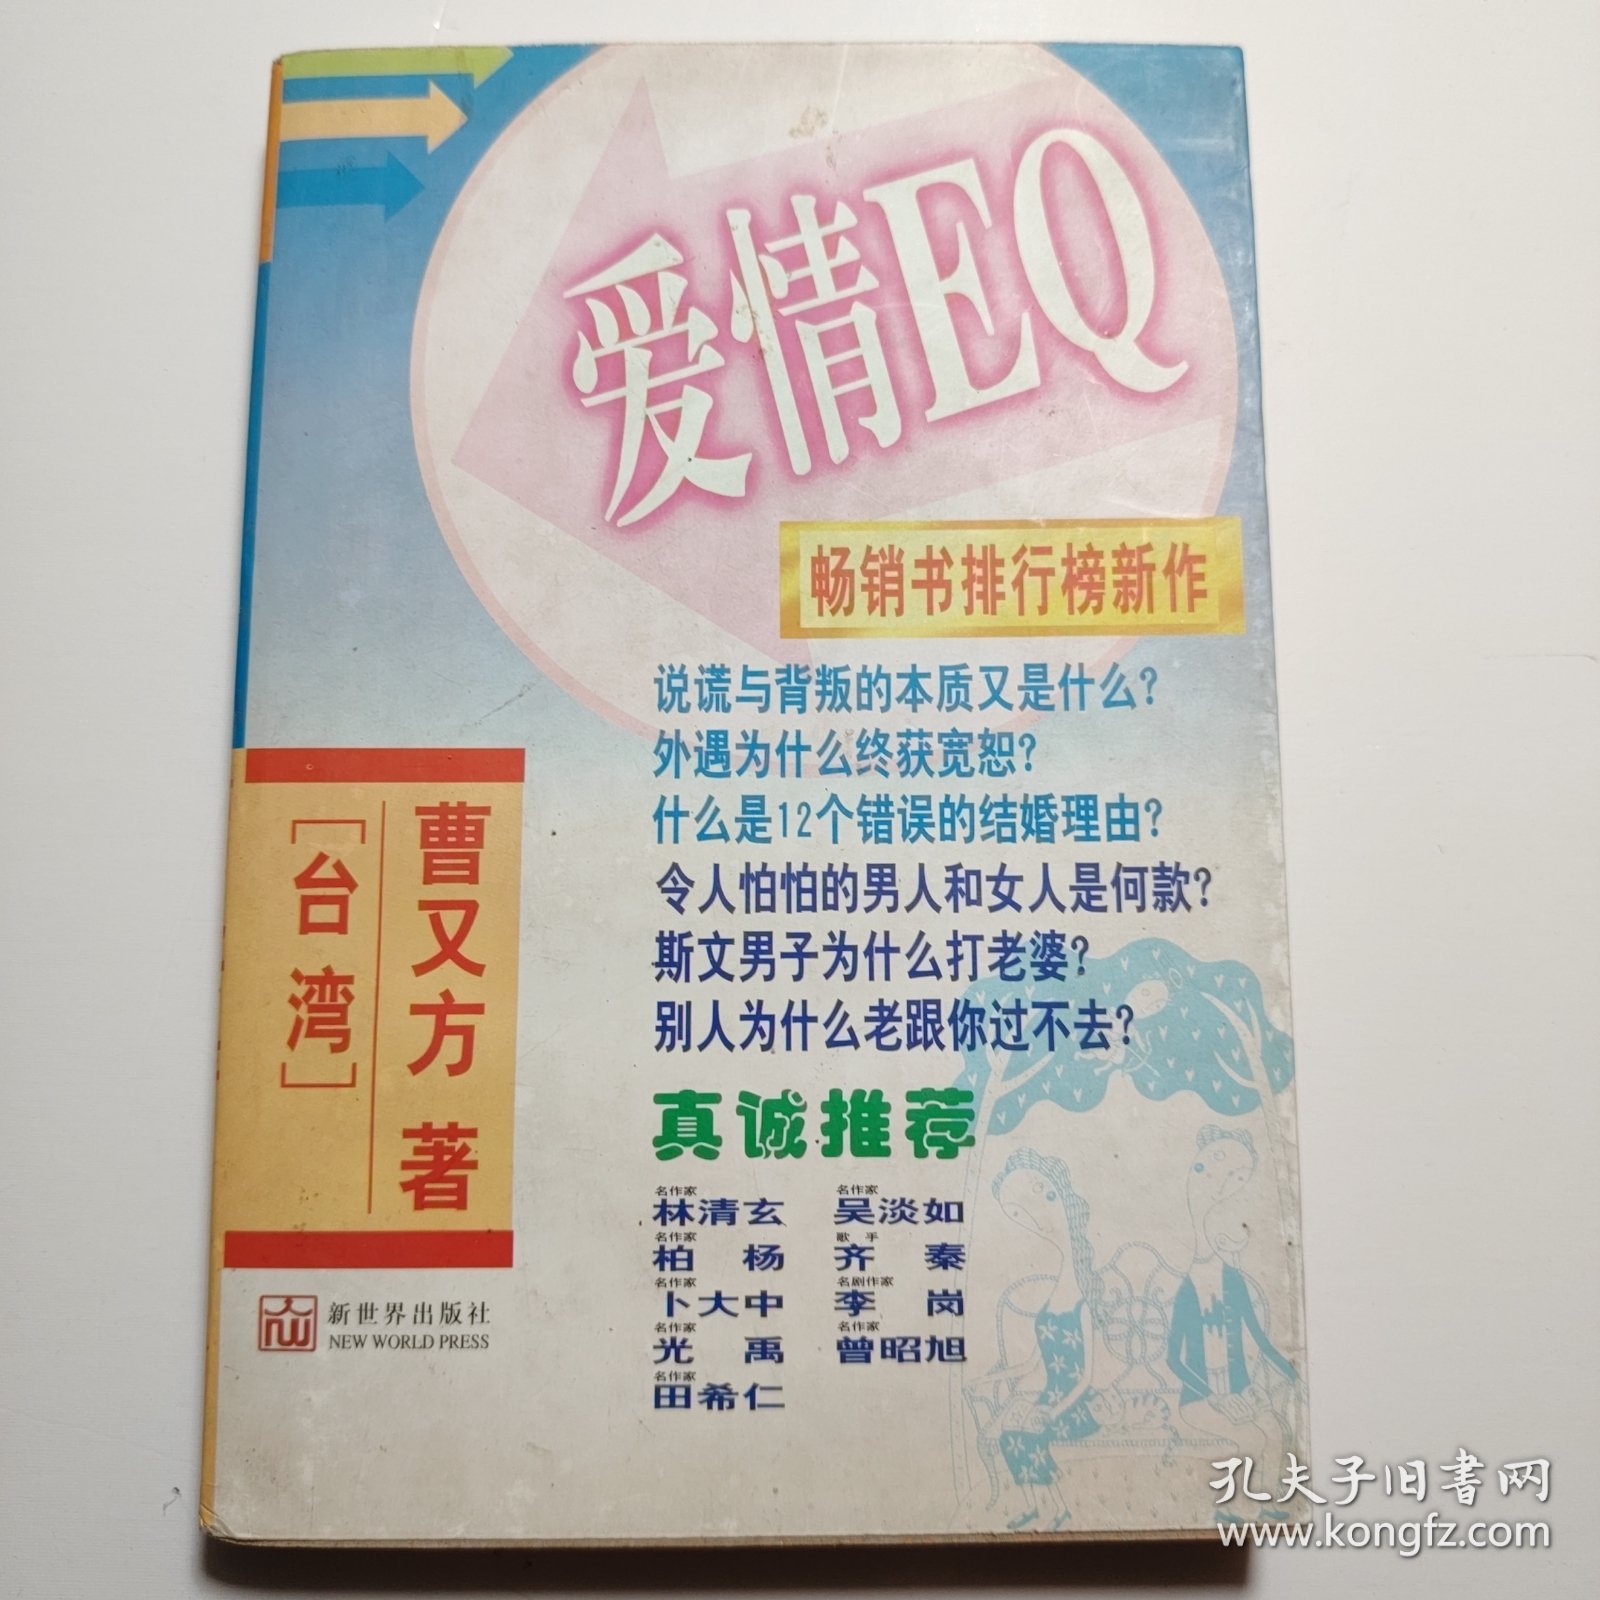 爱情EQ
畅销书排行榜新作
说谎与背叛的本质又是什么?
外遇为什么终获宽恕?
什么是12个错误的结婚理由?
令人怕怕的男人和女人是何款?
斯文男子为什么打老婆?
别人为什么老跟你过不去?
曹又方 著
[台湾]
真诚推荐
名作家 名作家
林清玄 吴淡如
名作家 歌手
柏杨 齐秦
名作家 名剧作家
卜大中 李岗
名作家 名作家
光禹 曾昭旭
名作家
田希仁
新世界出版社
NEW WORLD PRESS
孔夫子旧书网
www.kongfz.com